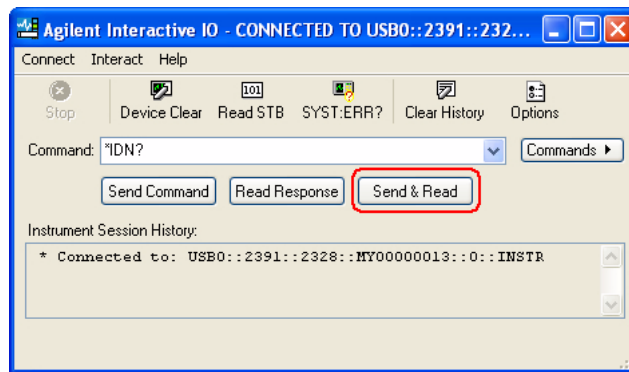 Agilent Interactive IO - CONNECTED TO USB0::2391::232...
Connect Interact Help
101
Stop Device Clear Read STB SYST:ERR? Clear History Options
Command: *IDN? Commands
Send Command Read Response Send & Read
Instrument Session History:
* Connected to: USB0::2391::2328::MY00000013::0::INSTR